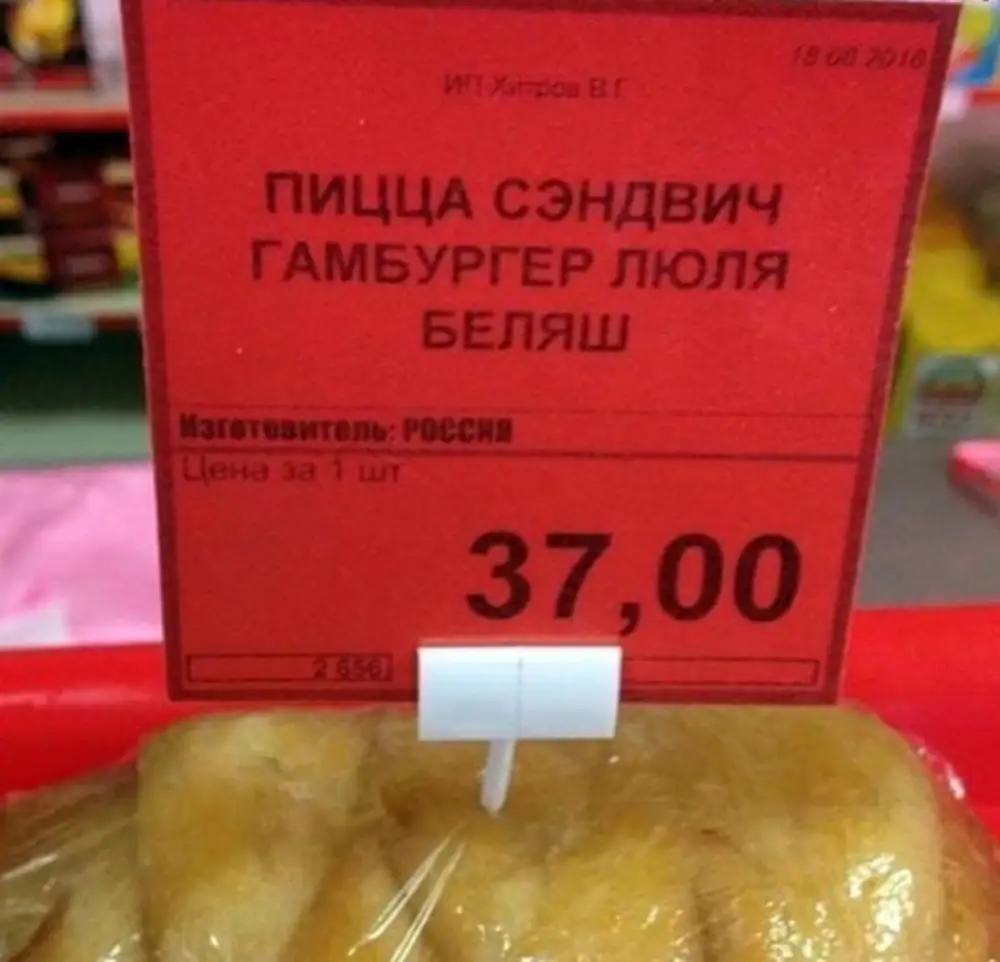 18 08 2016
ИП Хитров В.Г.
ПИЦЦА СЭНДВИЧ
ГАМБУРГЕР ЛЮЛЯ
БЕЛЯШ
Изготовитель: РОССИЯ
Цена за 1 шт
37,00
2 656